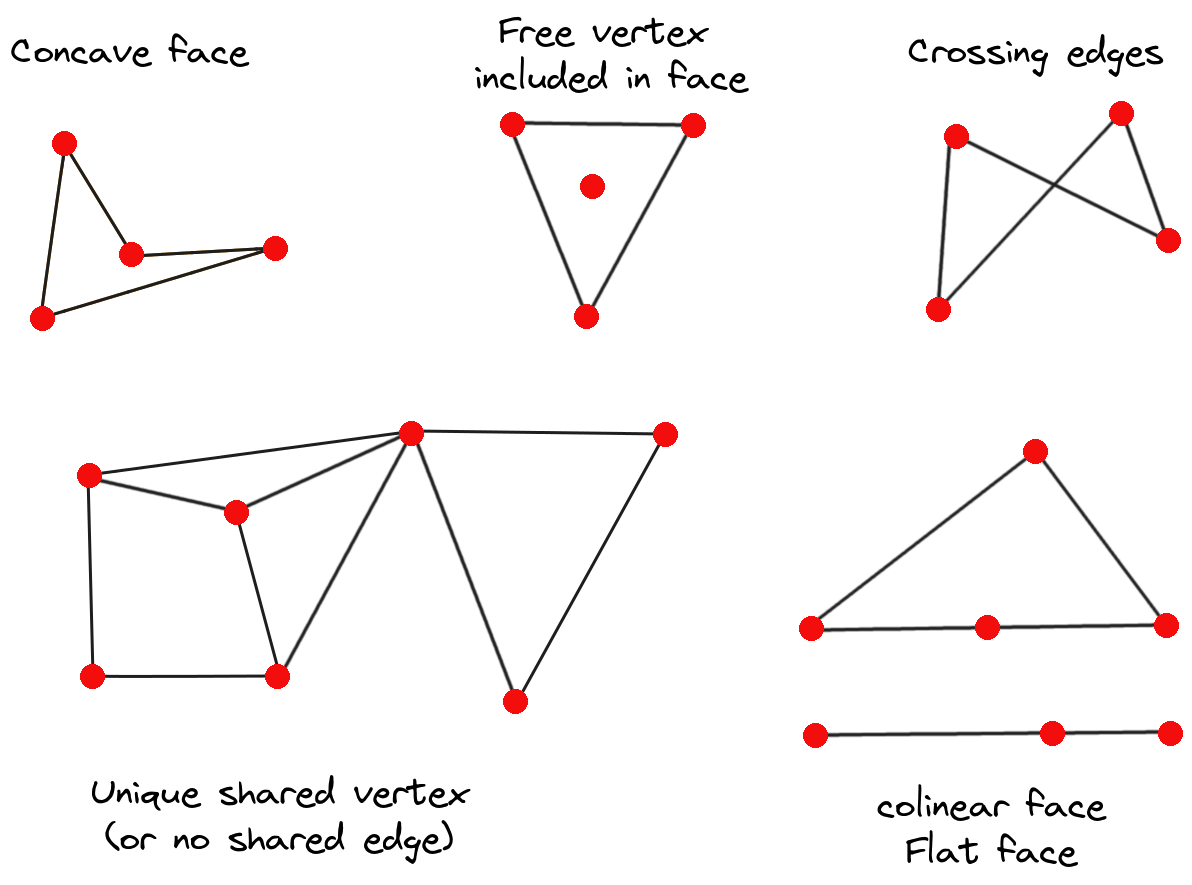 Concave face
Free vertex
included in face
Crossing edges
Unique shared vertex
(or no shared edge)
colinear face
Flat face